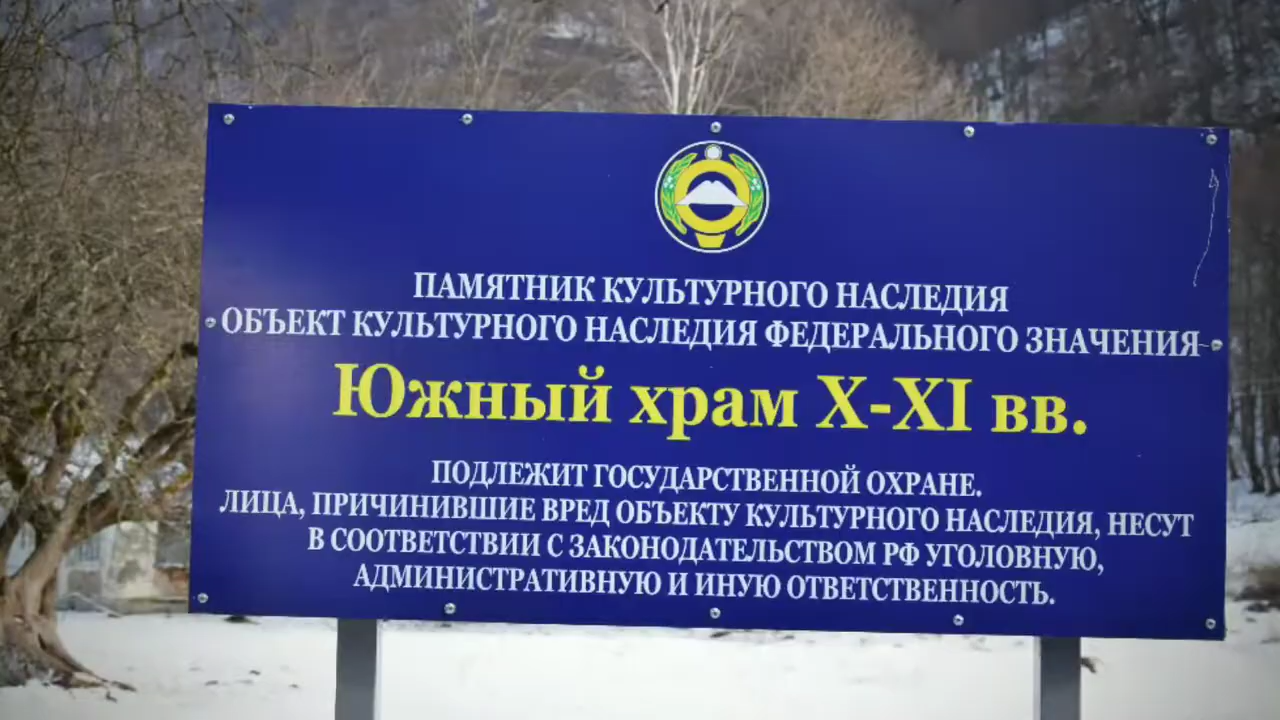 ПАМЯТНИК КУЛЬТУРНОГО НАСЛЕДИЯ
ОБЪЕКТ КУЛЬТУРНОГО НАСЛЕДИЯ ФЕДЕРАЛЬНОГО ЗНАЧЕНИЯ
Южный храм X-XI вв.
ПОДЛЕЖИТ ГОСУДАРСТВЕННОЙ ОХРАНЕ.
ЛИЦА, ПРИЧИНИВШИЕ ВРЕД ОБЪЕКТУ КУЛЬТУРНОГО НАСЛЕДИЯ, НЕСУТ
В СООТВЕТСТВИИ С ЗАКОНОДАТЕЛЬСТВОМ РФ УГОЛОВНУЮ,
АДМИНИСТРАТИВНУЮ И ИНУЮ ОТВЕТСТВЕННОСТЬ.